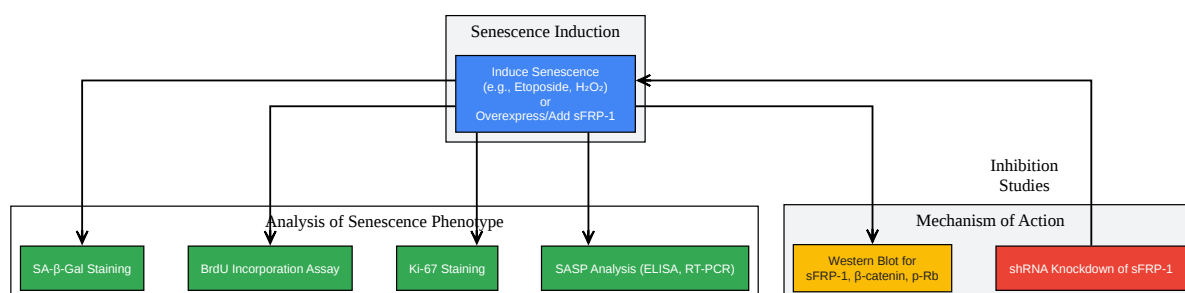 Senescence Induction
Induce Senescence
(e.g., Etoposide, H₂O₂)
or
Overexpress/Add sFRP-1
Inhibition
Studies
Analysis of Senescence Phenotype
Mechanism of Action
SA-β-Gal Staining
BrdU Incorporation Assay
Ki-67 Staining
SASP Analysis (ELISA, RT-PCR)
Western Blot for
sFRP-1, β-catenin, p-Rb
shRNA Knockdown of sFRP-1